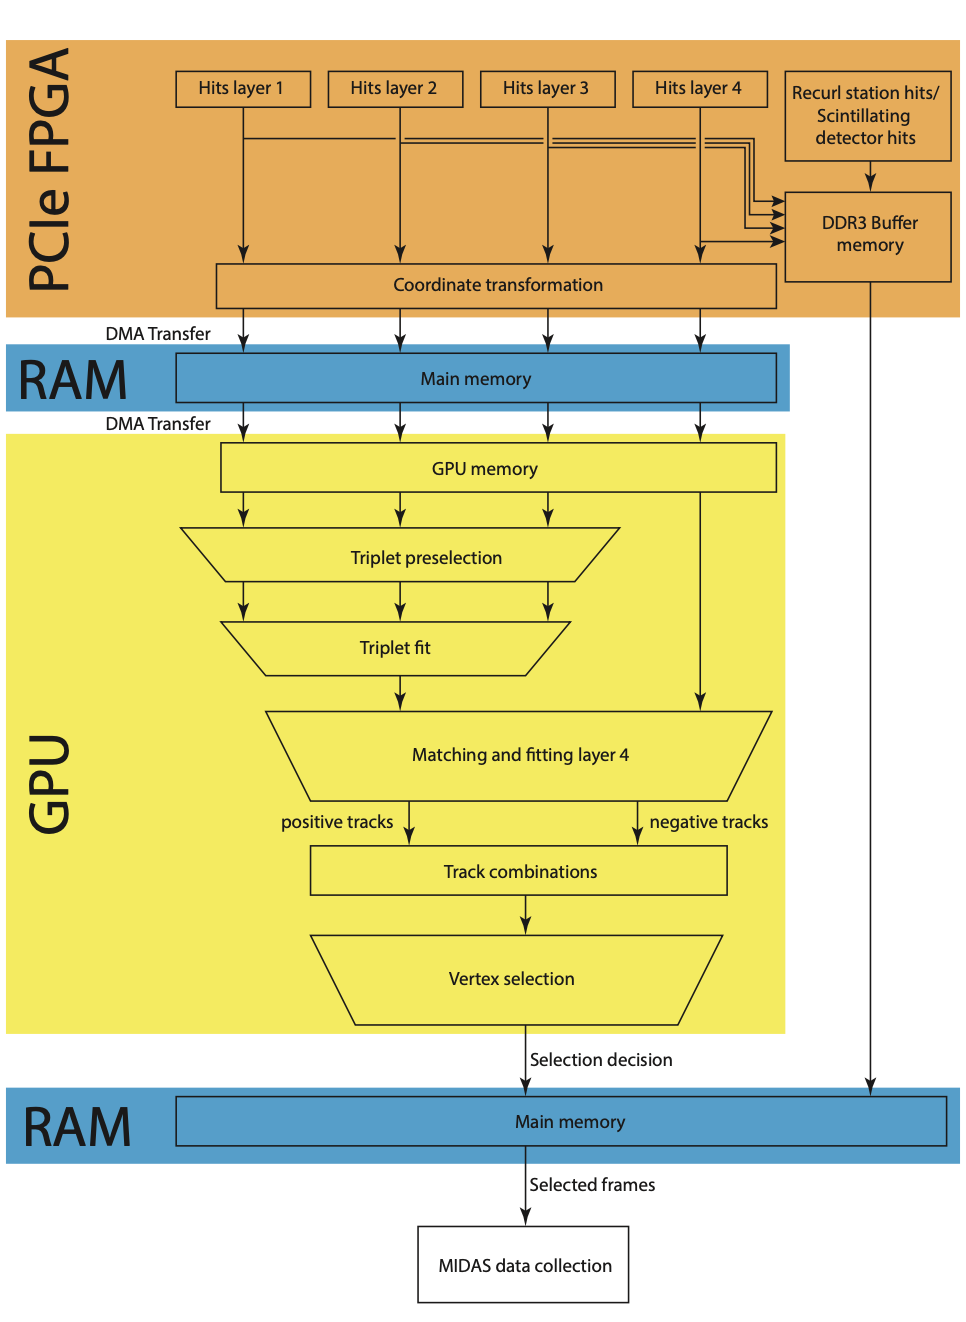 PCIe FPGA
Hits layer 1
Hits layer 2
Hits layer 3
Hits layer 4
Recurl station hits/
Scintillating
detector hits
DDR3 Buffer
memory
Coordinate transformation
DMA Transfer
RAM
Main memory
DMA Transfer
GPU
GPU memory
Triplet preselection
Triplet fit
Matching and fitting layer 4
positive tracks
negative tracks
Track combinations
Vertex selection
Selection decision
RAM
Main memory
Selected frames
MIDAS data collection